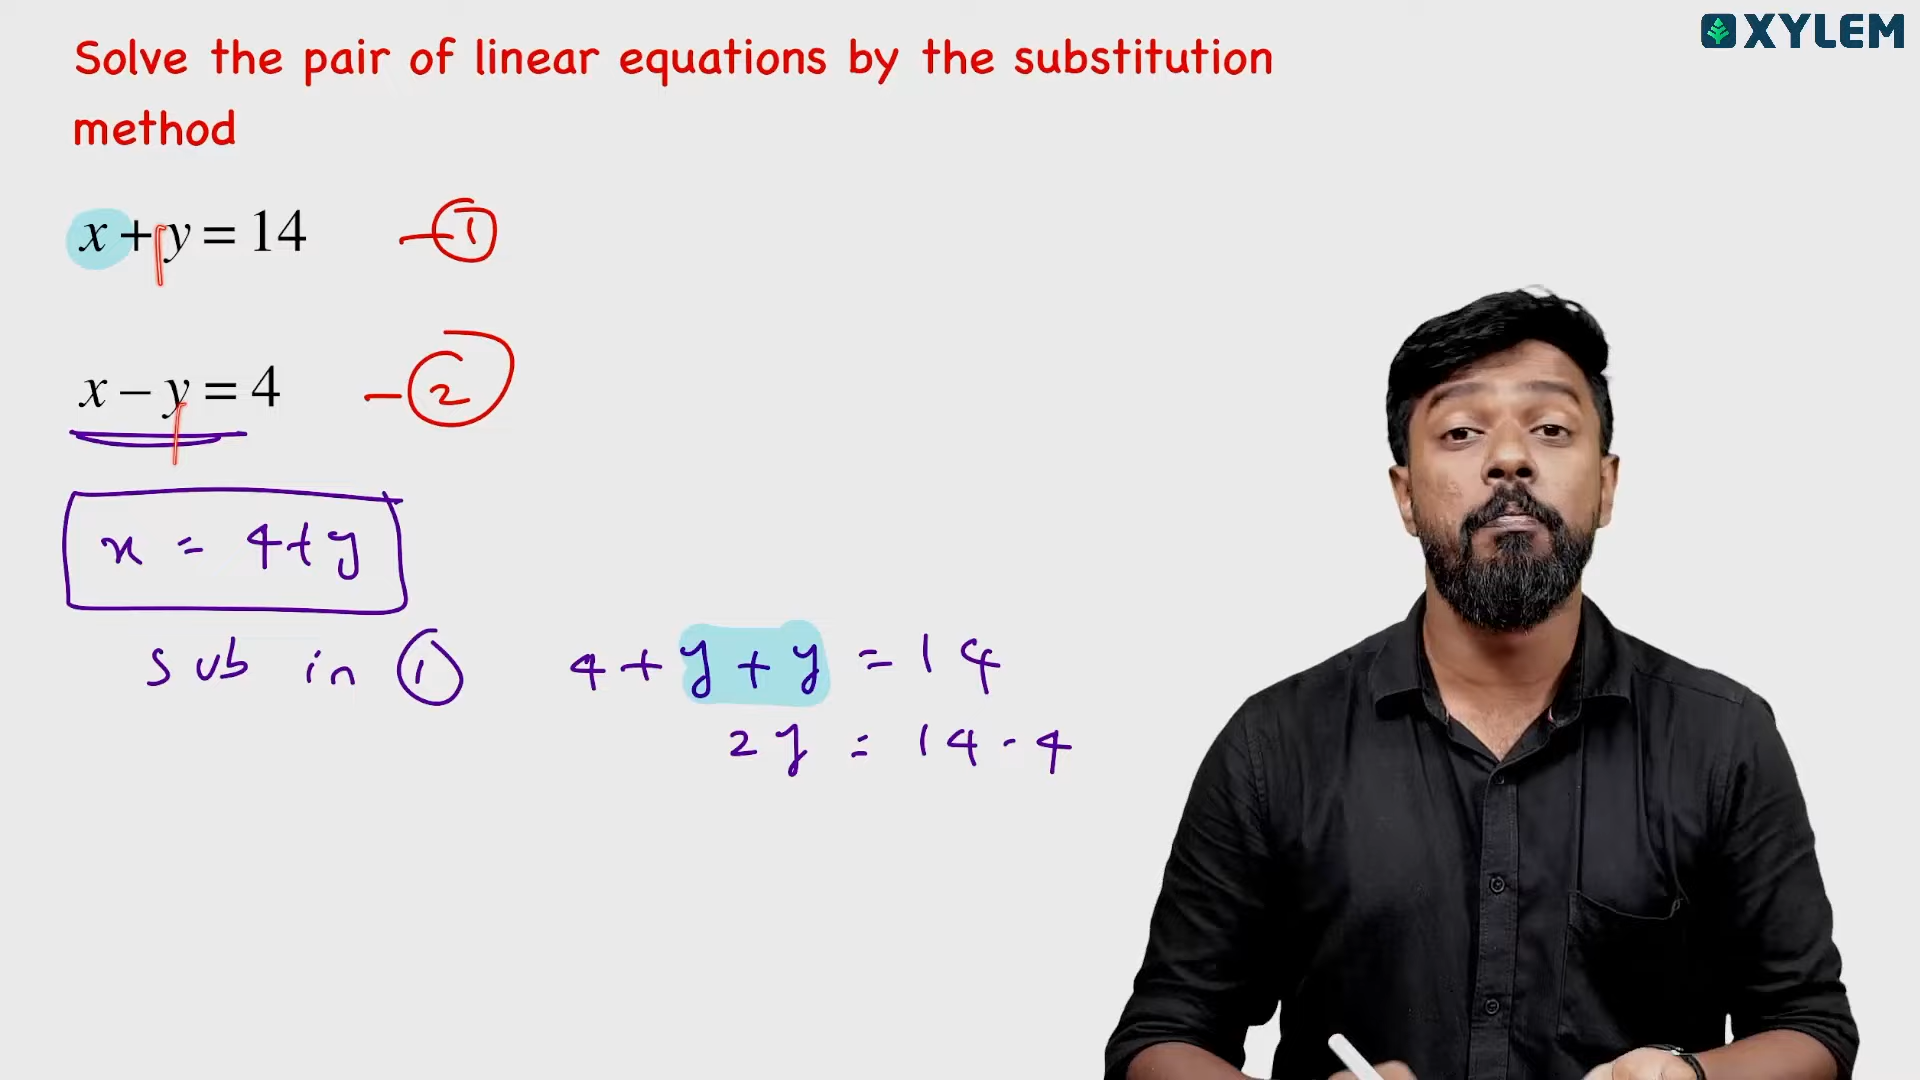 XYLEM
Solve the pair of linear equations by the substitution
method
x + y = 14 — 1
x − y = 4 — 2
x = 4 + y
sub in 1 4 + y + y = 14
2y = 14 - 4